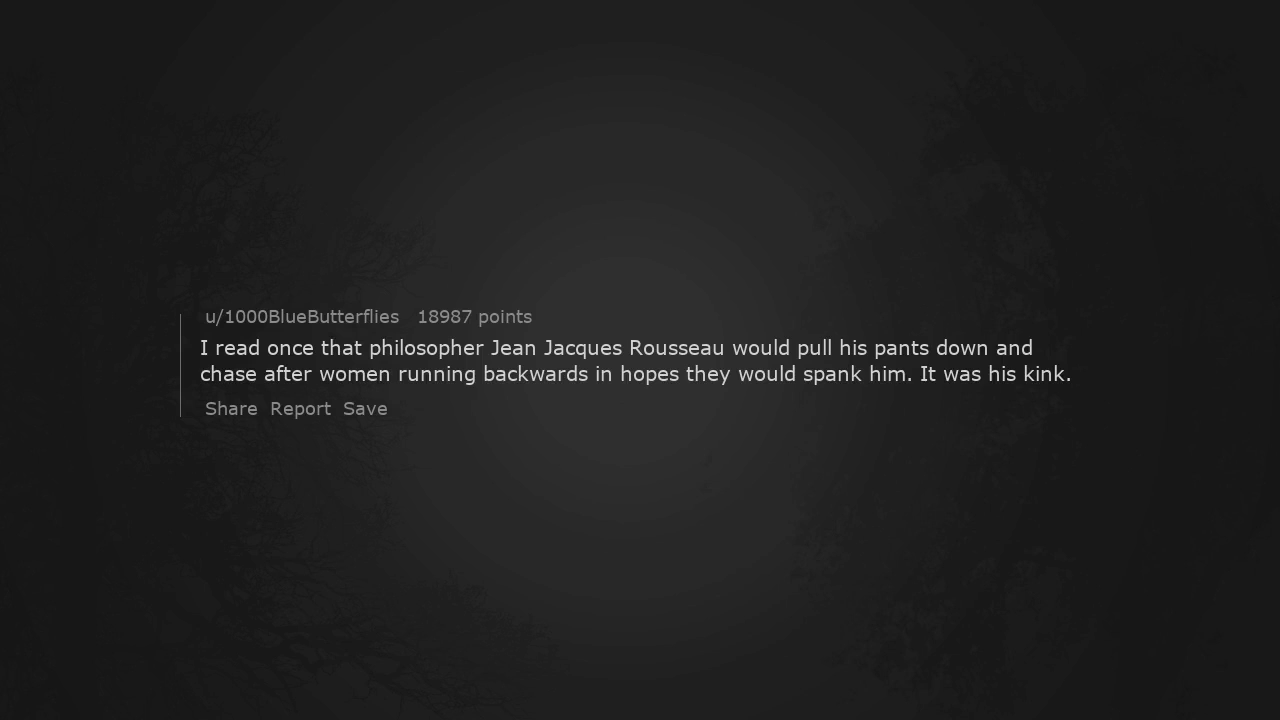 u/1000BlueButterflies 18987 points
I read once that philosopher Jean Jacques Rousseau would pull his pants down and
chase after women running backwards in hopes they would spank him. It was his kink.
Share Report Save